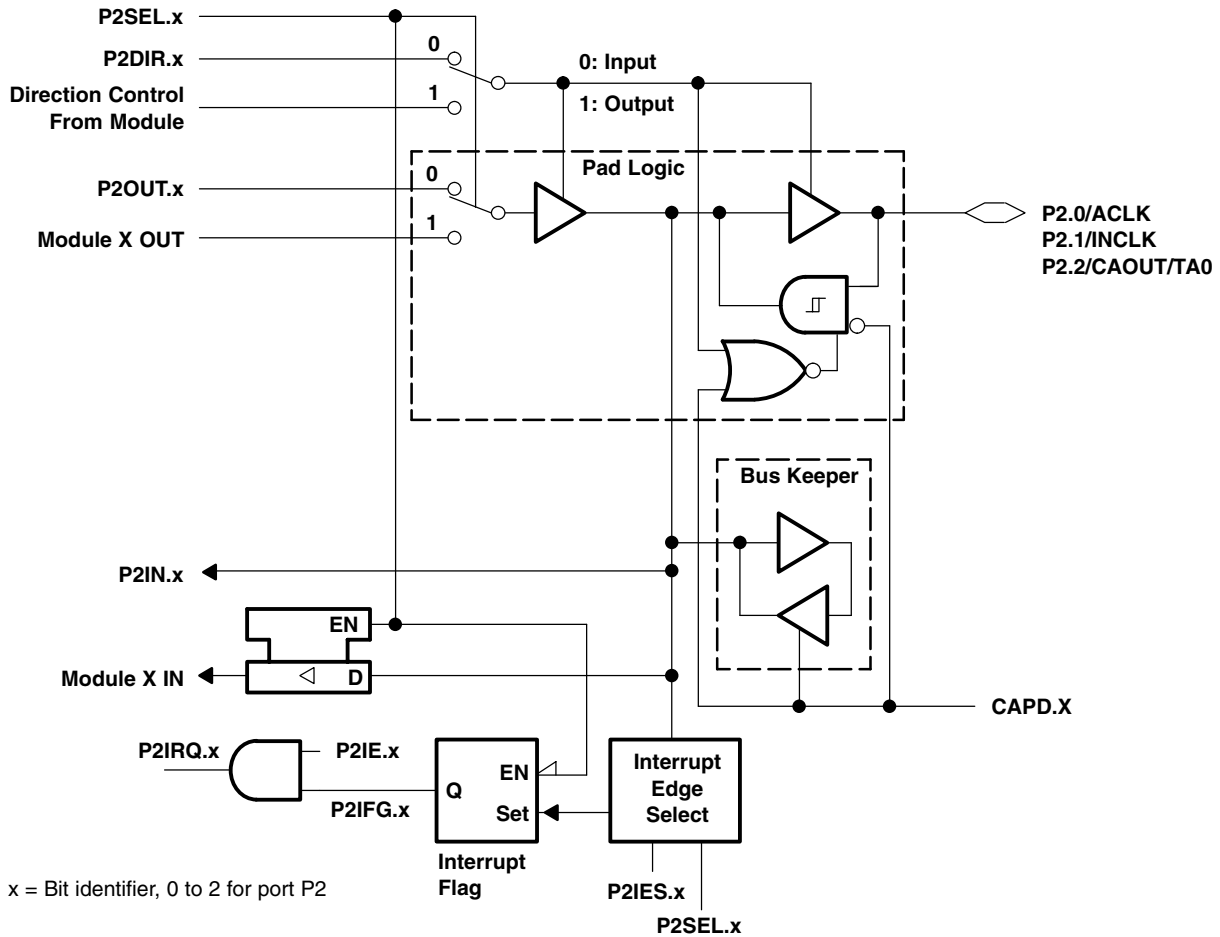 P2SEL.x
P2DIR.x
0
0: Input
Direction Control
From Module
1
1: Output
Pad Logic
P2OUT.x
0
Module X OUT
1
P2.0/ACLK
P2.1/INCLK
P2.2/CAOUT/TA0
Bus Keeper
P2IN.x
EN
Module X IN
D
CAPD.X
P2IRQ.x
P2IE.x
P2IFG.x
Q
EN
Set
Interrupt
Flag
Interrupt
Edge
Select
P2IES.x
P2SEL.x
x = Bit identifier, 0 to 2 for port P2